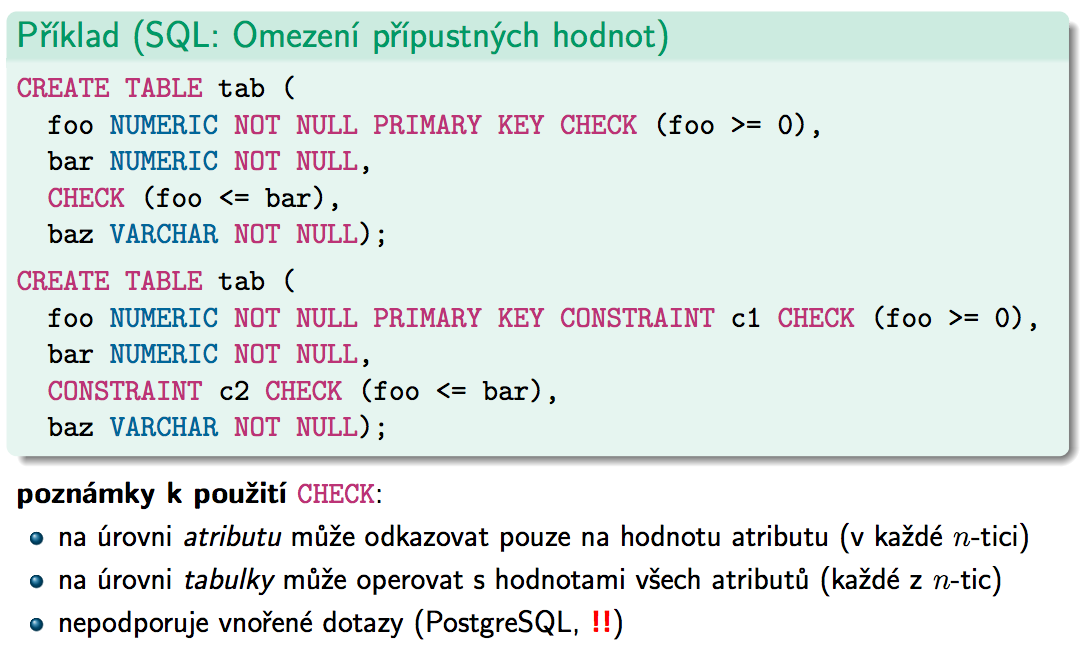 Příklad (SQL: Omezení přípustných hodnot)
CREATE TABLE tab (
foo NUMERIC NOT NULL PRIMARY KEY CHECK (foo >= 0),
bar NUMERIC NOT NULL,
CHECK (foo <= bar),
baz VARCHAR NOT NULL);
CREATE TABLE tab (
foo NUMERIC NOT NULL PRIMARY KEY CONSTRAINT c1 CHECK (foo >= 0),
bar NUMERIC NOT NULL,
CONSTRAINT c2 CHECK (foo <= bar),
baz VARCHAR NOT NULL);
poznámky k použití CHECK:
na úrovni atributu může odkazovat pouze na hodnotu atributu (v každé n-tici)
na úrovni tabulky může operovat s hodnotami všech atributů (každé z n-tic)
nepodporuje vnořené dotazy (PostgreSQL, !!)